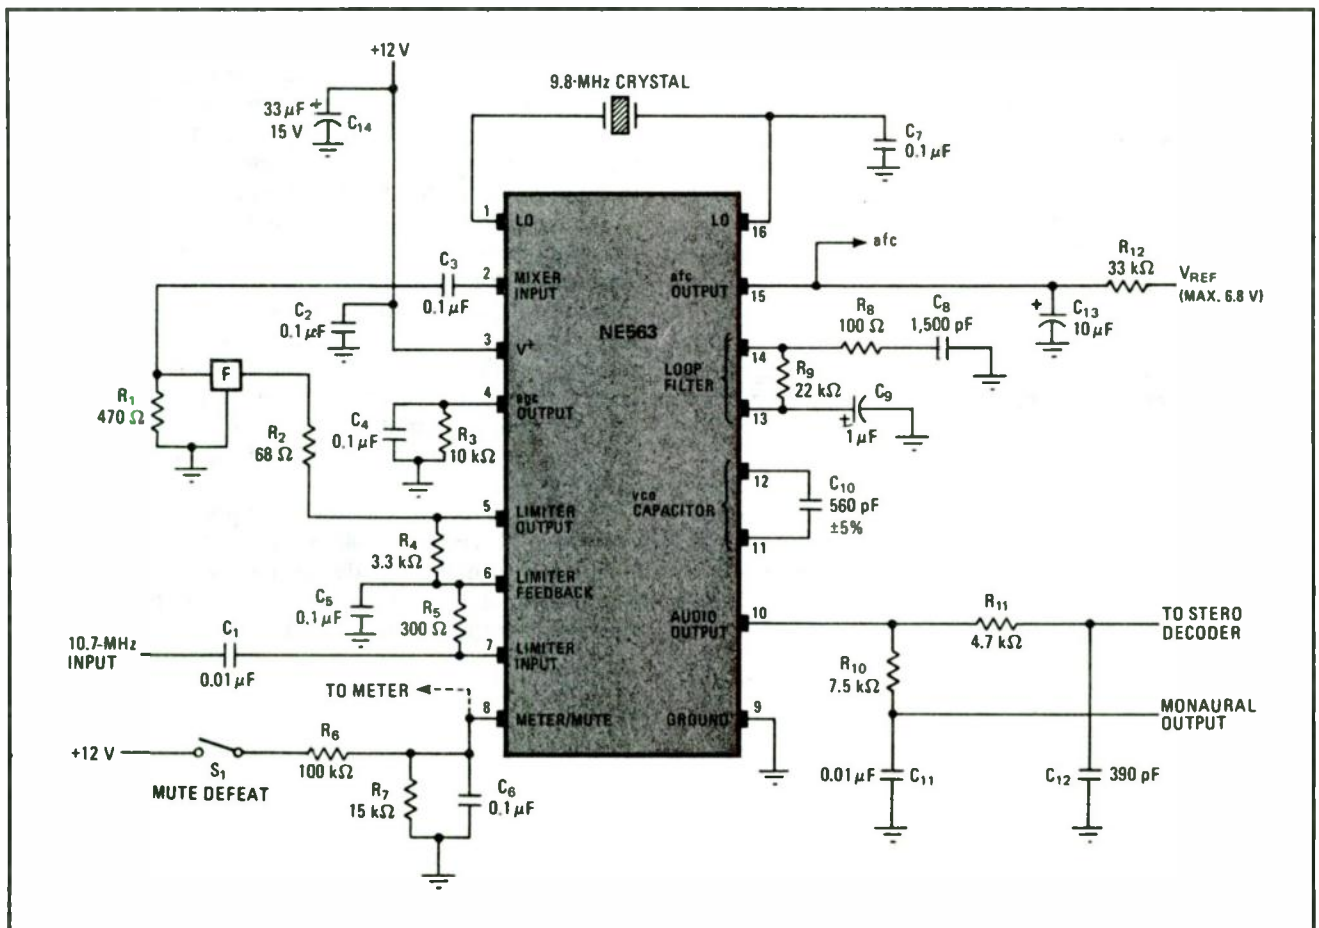 +12 V
33 µF +
15 V
C14
9.8-MHz CRYSTAL
C7
0.1 µF
1
LO
LO
16
afc
R12
33 kΩ
VREF
(MAX. 6.8 V)
C3
0.1 µF
2
MIXER
INPUT
afc
OUTPUT
15
+
C13
10 µF
C2
0.1 µF
3
V+
NE563
R8
100 Ω
C8
1,500 pF
14
LOOP
FILTER
R9
22 kΩ
C9
+
1 µF
13
F
R1
470 Ω
R2
68 Ω
4
agc
OUTPUT
C4
0.1 µF
R3
10 kΩ
12
vco
CAPACITOR
C10
560 pF
±5%
11
5
LIMITER
OUTPUT
R4
3.3 kΩ
6
LIMITER
FEEDBACK
C5
0.1 µF
R5
300 Ω
10
AUDIO
OUTPUT
R11
4.7 kΩ
TO STERO
DECODER
10.7-MHz
INPUT
C1
0.01 µF
7
LIMITER
INPUT
R10
7.5 kΩ
TO METER
8
METER/MUTE
GROUND
9
MONAURAL
OUTPUT
+12 V
S1
MUTE DEFEAT
R6
100 kΩ
R7
15 kΩ
C6
0.1 µF
0.01 µF
C11
C12
390 pF